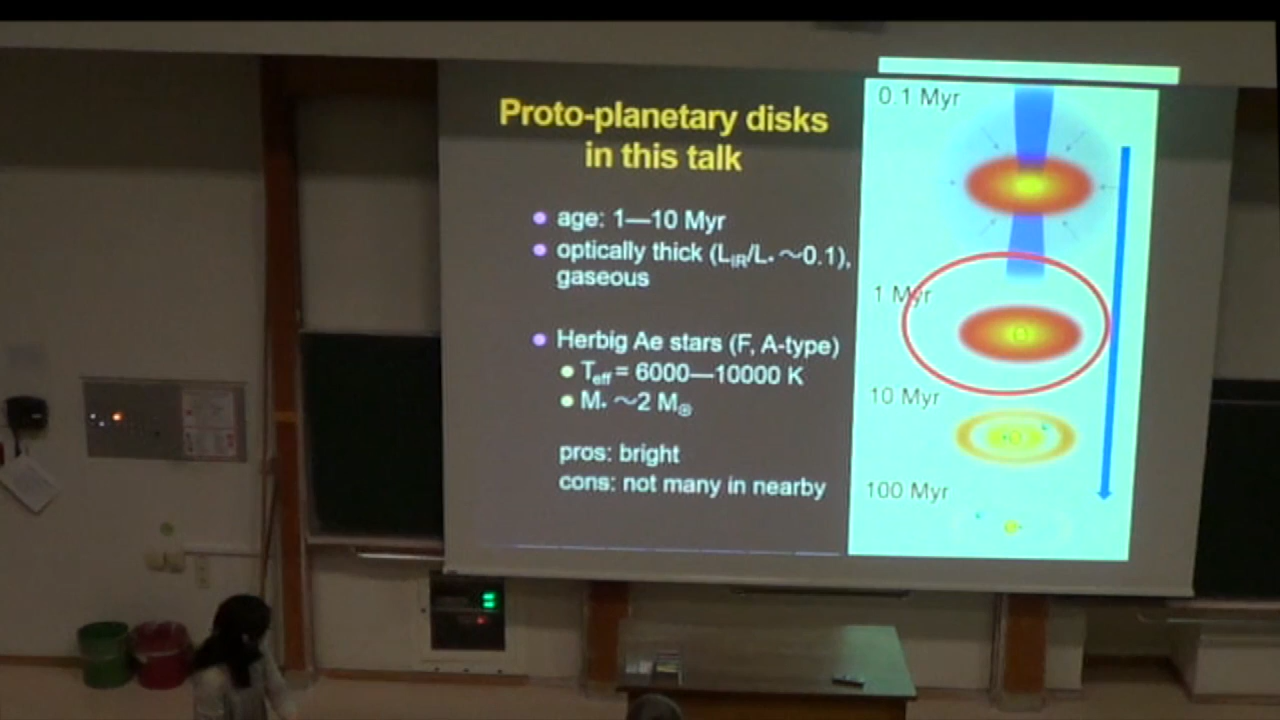 Proto-planetary disks
in this talk
age: 1—10 Myr
optically thick (L_IR/L* ~0.1),
gaseous
Herbig Ae stars (F, A-type)
T_eff = 6000—10000 K
M* ~2 M⊙
pros: bright
cons: not many in nearby
0.1 Myr
1 Myr
10 Myr
100 Myr